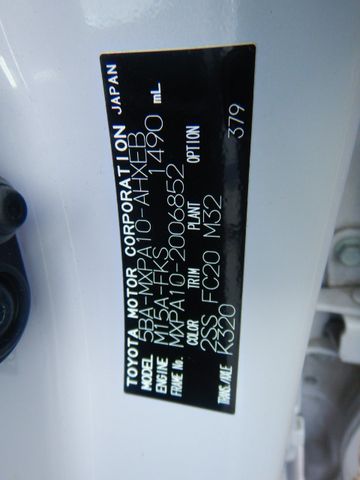 TOYOTA MOTOR CORPORATION JAPAN
MODEL 5BA-MXPA10-AHXEB
ENGINE M15A-FKS 1490 mL
FRAME No. MXPA10-2006852
COLOR TRIM PLANT OPTION
2SS FC20 M32
TRANS./AXLE K320 379